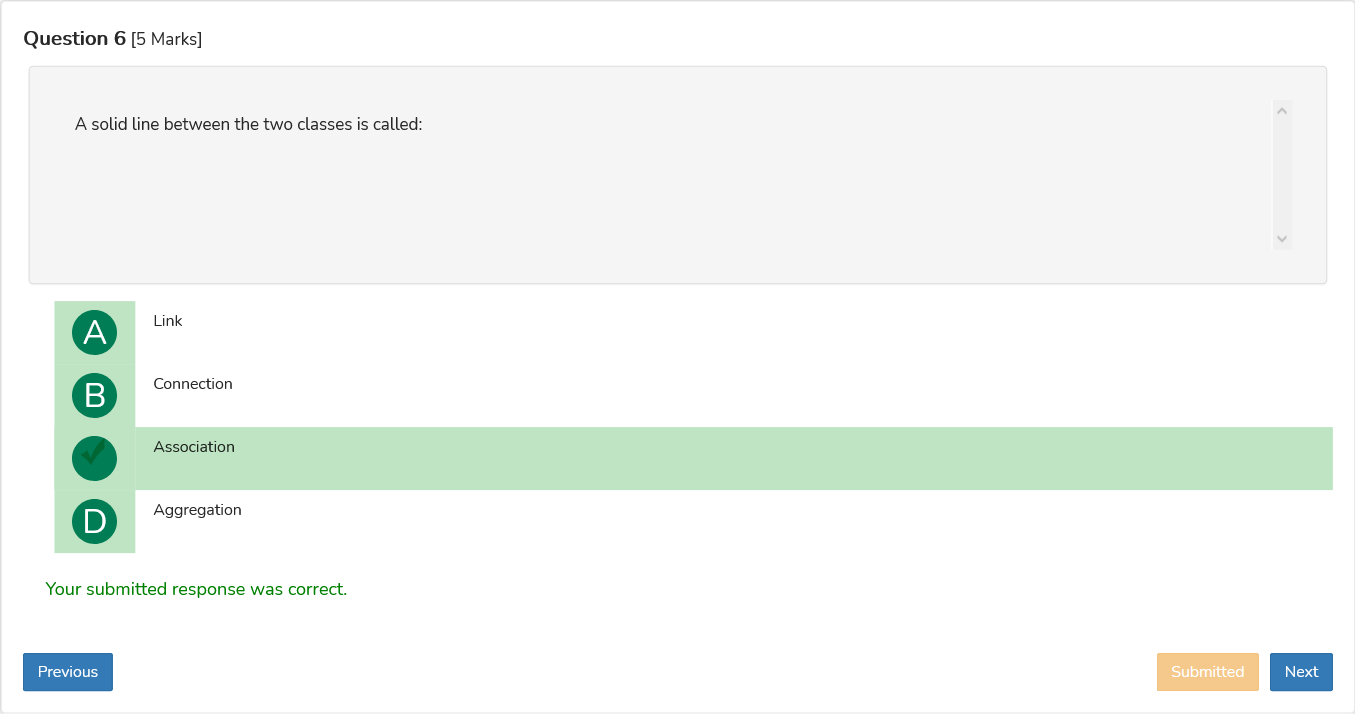 Question 6 [5 Marks]
A solid line between the two classes is called:
A Link
B Connection
Association
D Aggregation
Your submitted response was correct.
Previous Submitted Next